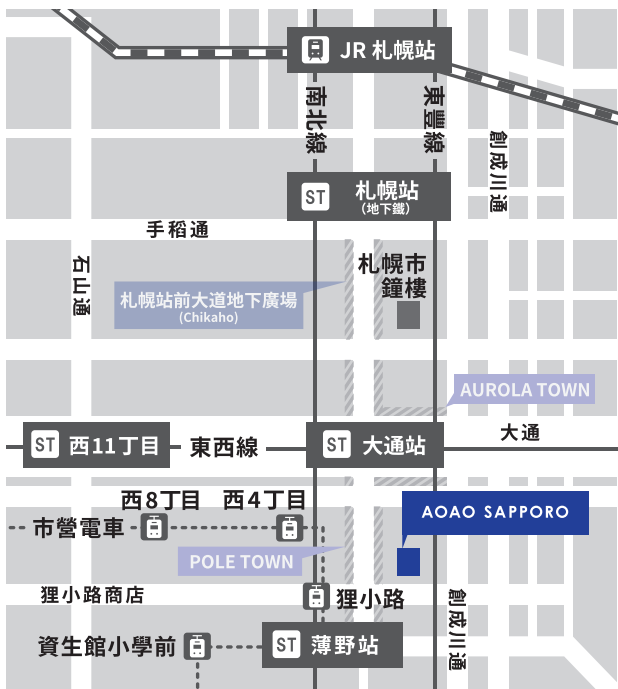 JR 札幌站
南北線
東豐線
創成川通
ST
札幌站
(地下鐵)
手稻通
石山通
札幌市
鐘樓
札幌站前大道地下廣場
(Chikaho)
AUROLA TOWN
大通
ST 西11丁目
東西線
ST 大通站
西8丁目
西4丁目
AOAO SAPPORO
市營電車
POLE TOWN
狸小路商店
狸小路
創成川通
資生館小學前
ST 薄野站